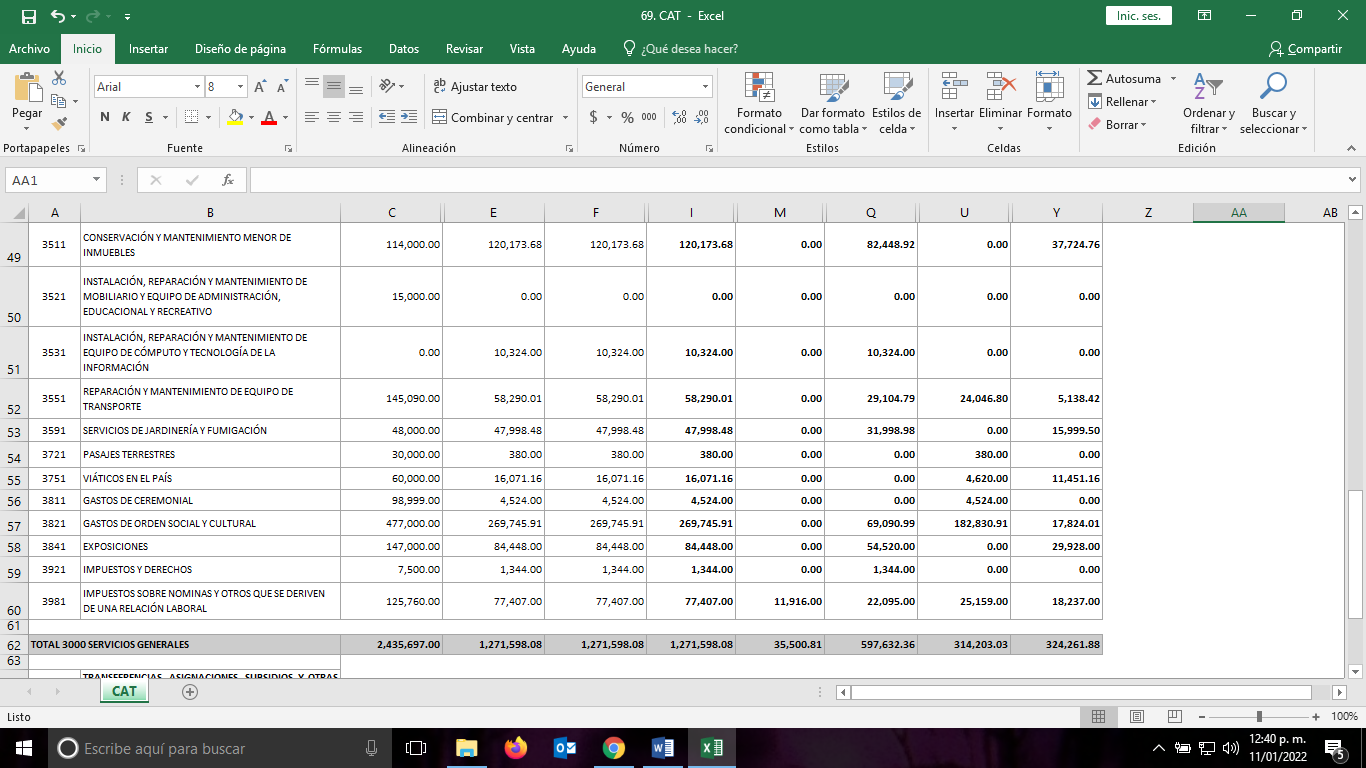 69. CAT - Excel
Inic. ses.
Archivo Inicio Insertar Diseño de página Fórmulas Datos Revisar Vista Ayuda ¿Qué desea hacer? Compartir
Pegar
Portapapeles
Arial 8
N K S
Fuente
ab Ajustar texto
Combinar y centrar
Alineación
General
$ % 000
Número
Formato condicional
Dar formato como tabla
Estilos de celda
Estilos
Insertar Eliminar Formato
Celdas
Autosuma
Rellenar
Borrar
Ordenar y filtrar
Buscar y seleccionar
Edición
AA1 fx
A B C E F I M Q U Y Z AA AB
49 3511 CONSERVACIÓN Y MANTENIMIENTO MENOR DE
INMUEBLES 114,000.00 120,173.68 120,173.68 120,173.68 0.00 82,448.92 0.00 37,724.76
50 3521 INSTALACIÓN, REPARACIÓN Y MANTENIMIENTO DE
MOBILIARIO Y EQUIPO DE ADMINISTRACIÓN,
EDUCACIONAL Y RECREATIVO 15,000.00 0.00 0.00 0.00 0.00 0.00 0.00 0.00
51 3531 INSTALACIÓN, REPARACIÓN Y MANTENIMIENTO DE
EQUIPO DE CÓMPUTO Y TECNOLOGÍA DE LA
INFORMACIÓN 0.00 10,324.00 10,324.00 10,324.00 0.00 10,324.00 0.00 0.00
52 3551 REPARACIÓN Y MANTENIMIENTO DE EQUIPO DE
TRANSPORTE 145,090.00 58,290.01 58,290.01 58,290.01 0.00 29,104.79 24,046.80 5,138.42
53 3591 SERVICIOS DE JARDINERÍA Y FUMIGACIÓN 48,000.00 47,998.48 47,998.48 47,998.48 0.00 31,998.98 0.00 15,999.50
54 3721 PASAJES TERRESTRES 30,000.00 380.00 380.00 380.00 0.00 0.00 380.00 0.00
55 3751 VIÁTICOS EN EL PAÍS 60,000.00 16,071.16 16,071.16 16,071.16 0.00 0.00 4,620.00 11,451.16
56 3811 GASTOS DE CEREMONIAL 98,999.00 4,524.00 4,524.00 4,524.00 0.00 0.00 4,524.00 0.00
57 3821 GASTOS DE ORDEN SOCIAL Y CULTURAL 477,000.00 269,745.91 269,745.91 269,745.91 0.00 69,090.99 182,830.91 17,824.01
58 3841 EXPOSICIONES 147,000.00 84,448.00 84,448.00 84,448.00 0.00 54,520.00 0.00 29,928.00
59 3921 IMPUESTOS Y DERECHOS 7,500.00 1,344.00 1,344.00 1,344.00 0.00 1,344.00 0.00 0.00
60 3981 IMPUESTOS SOBRE NOMINAS Y OTROS QUE SE DERIVEN
DE UNA RELACIÓN LABORAL 125,760.00 77,407.00 77,407.00 77,407.00 11,916.00 22,095.00 25,159.00 18,237.00
61
62 TOTAL 3000 SERVICIOS GENERALES 2,435,697.00 1,271,598.08 1,271,598.08 1,271,598.08 35,500.81 597,632.36 314,203.03 324,261.88
63
TRANSFERENCIAS, ASIGNACIONES, SUBSIDIOS Y OTRAS
CAT
Listo 100%
Escribe aquí para buscar
12:40 p. m.
11/01/2022
5